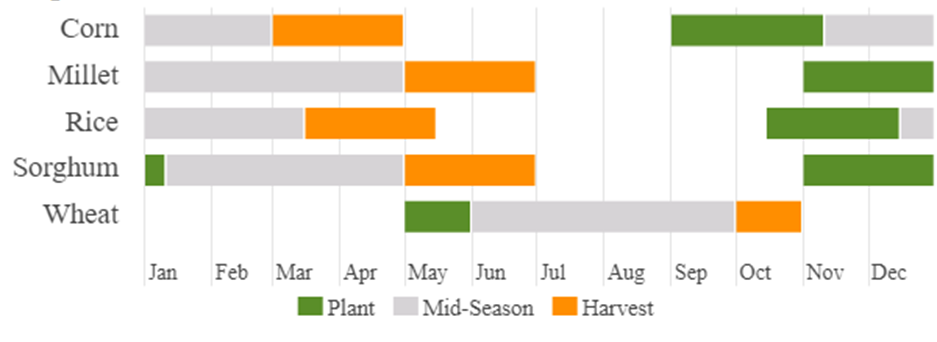 Corn
Millet
Rice
Sorghum
Wheat
Jan Feb Mar Apr May Jun Jul Aug Sep Oct Nov Dec
Plant Mid-Season Harvest